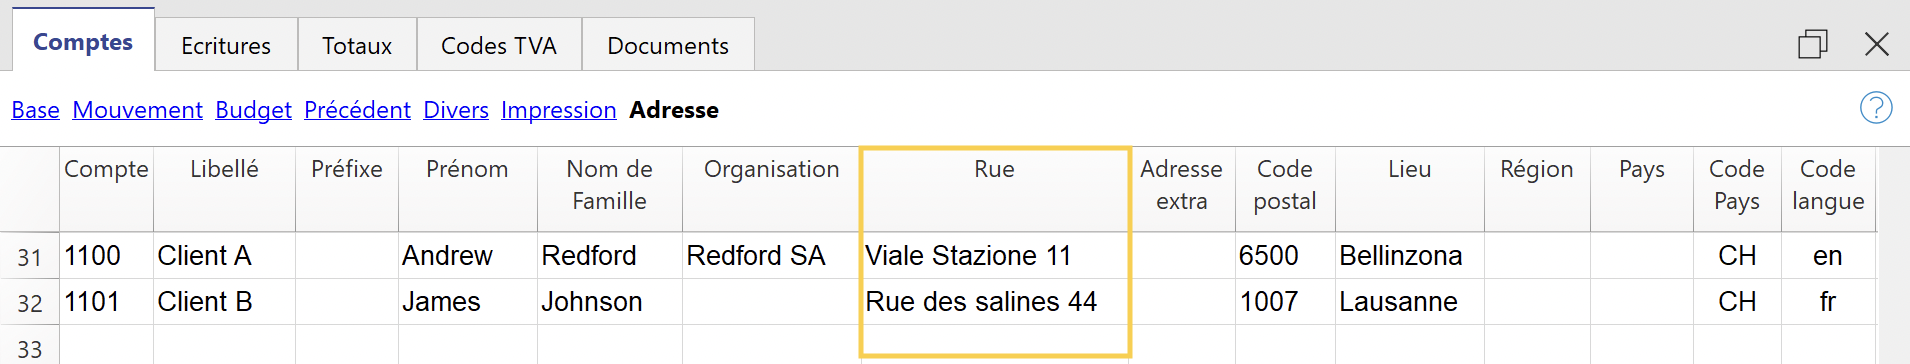 Comptes Ecritures Totaux Codes TVA Documents
Base Mouvement Budget Précédent Divers Impression Adresse ?
Compte Libellé Préfixe Prénom Nom de Famille Organisation Rue Adresse extra Code postal Lieu Région Pays Code Pays Code langue
31 1100 Client A Andrew Redford Redford SA Viale Stazione 11 6500 Bellinzona CH en
32 1101 Client B James Johnson Rue des salines 44 1007 Lausanne CH fr
33